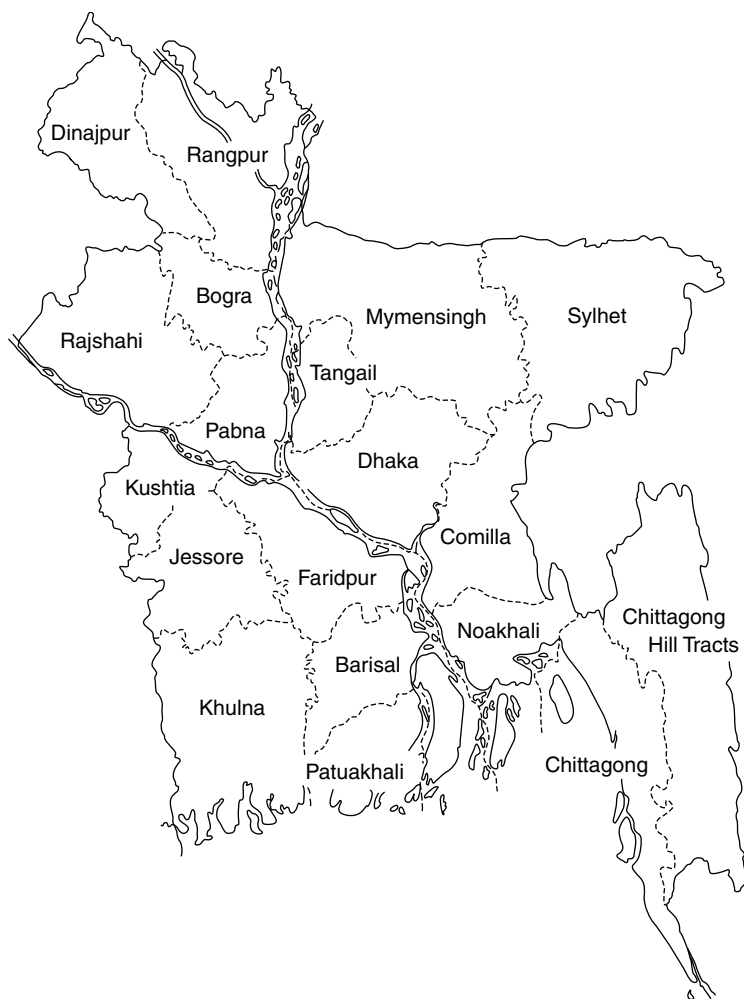 Dinajpur
Rangpur
Bogra
Mymensingh
Sylhet
Rajshahi
Tangail
Pabna
Dhaka
Kushtia
Comilla
Jessore
Faridpur
Chittagong
Hill Tracts
Noakhali
Barisal
Khulna
Patuakhali
Chittagong